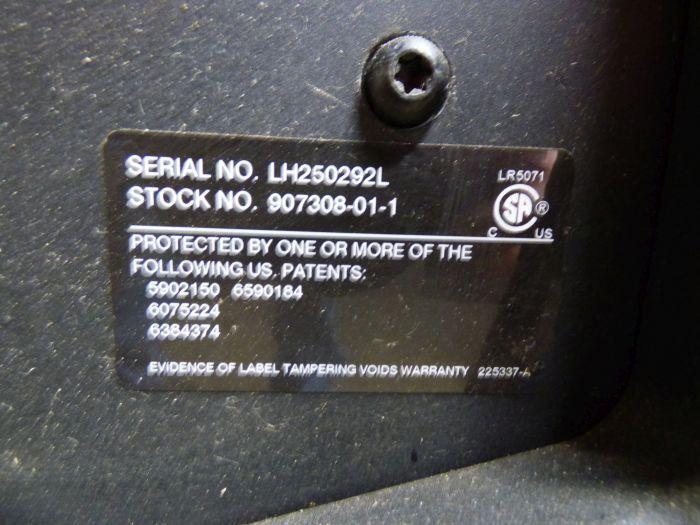 SERIAL NO. LH250292L
STOCK NO. 907308-01-1
LR5071
SA ®
C US
PROTECTED BY ONE OR MORE OF THE
FOLLOWING US. PATENTS:
5902150 6590184
6075224
6384374
EVIDENCE OF LABEL TAMPERING VOIDS WARRANTY 225337-A